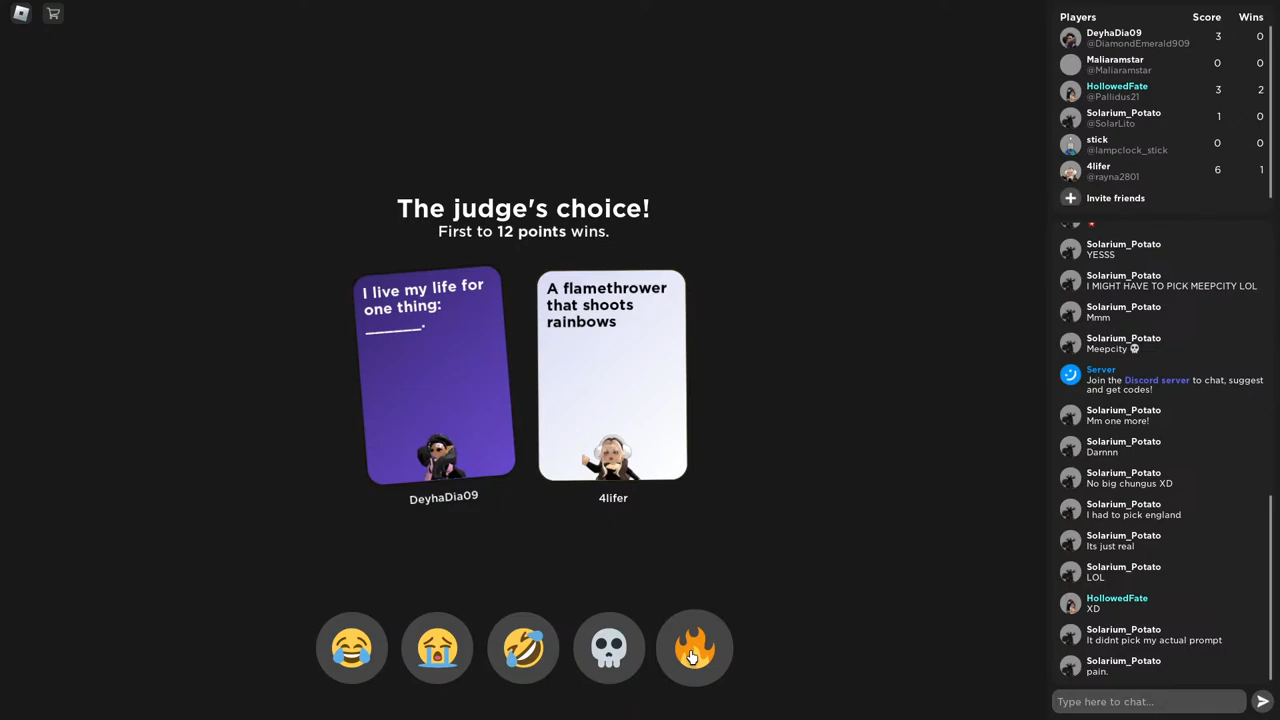 The judge's choice!
First to 12 points wins.
I live my life for
one thing:
______.
DeyhaDia09
A flamethrower
that shoots
rainbows
4lifer
Players Score Wins
DeyhaDia09 3 0
@DiamondEmerald909
Maliaramstar 0 0
@Maliaramstar
HollowedFate 3 2
@Pallidus21
Solarium_Potato 1 0
@SolarLito
stick 0 0
@lampclock_stick
4lifer 6 1
@rayna2801
Invite friends
Solarium_Potato
YESSS
Solarium_Potato
I MIGHT HAVE TO PICK MEEPCITY LOL
Solarium_Potato
Mmm
Solarium_Potato
Meepcity 💀
Server
Join the Discord server to chat, suggest
and get codes!
Solarium_Potato
Mm one more!
Solarium_Potato
Darnnn
Solarium_Potato
No big chungus XD
Solarium_Potato
I had to pick england
Solarium_Potato
Its just real
Solarium_Potato
LOL
HollowedFate
XD
Solarium_Potato
It didnt pick my actual prompt
Solarium_Potato
pain.
Type here to chat...